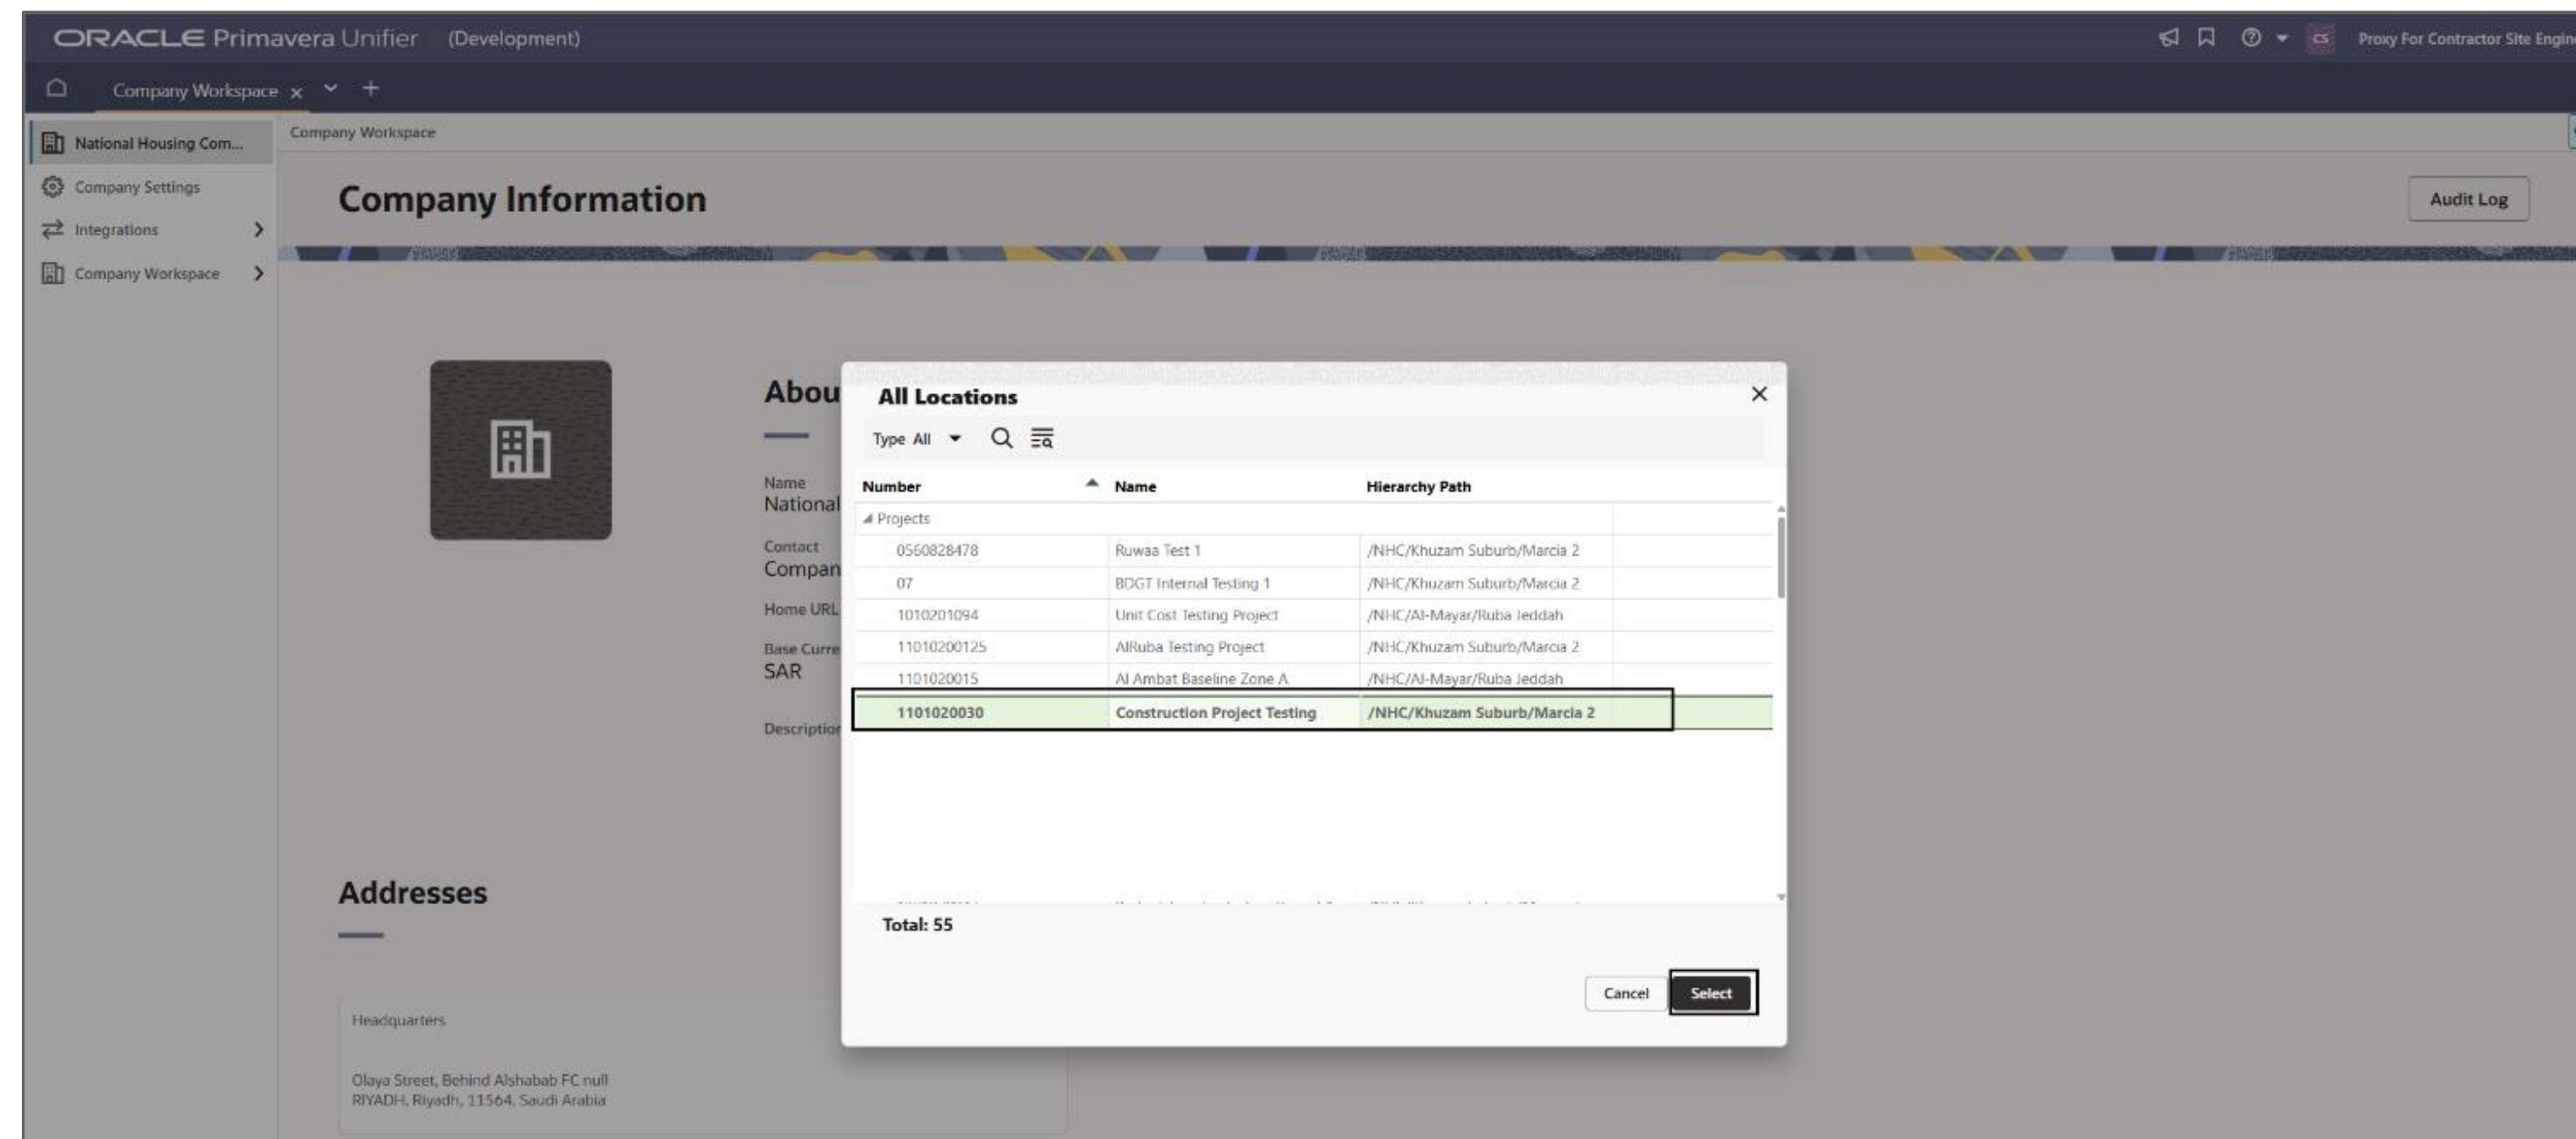 ORACLE Primavera Unifier (Development)
CS Proxy For Contractor Site Engin
Company Workspace
National Housing Com...
Company Workspace
Company Settings
Integrations
Company Workspace
Company Information
Audit Log
Abou
Name
National
Contact
Compan
Home URL
Base Curre
SAR
Description
All Locations
Type All
Number Name Hierarchy Path
Projects
0560828478 Ruwaa Test 1 /NHC/Khuzam Suburb/Marcia 2
07 BDGT Internal Testing 1 /NHC/Khuzam Suburb/Marcia 2
1010201094 Unit Cost Testing Project /NHC/Al-Mayar/Ruba Jeddah
11010200125 AlRuba Testing Project /NHC/Khuzam Suburb/Marcia 2
1101020015 Al Ambat Baseline Zone A /NHC/Al-Mayar/Ruba Jeddah
1101020030 Construction Project Testing /NHC/Khuzam Suburb/Marcia 2
Total: 55
Cancel Select
Addresses
Headquarters
Olaya Street, Behind Alshabab FC null
RIYADH, Riyadh, 11564, Saudi Arabia